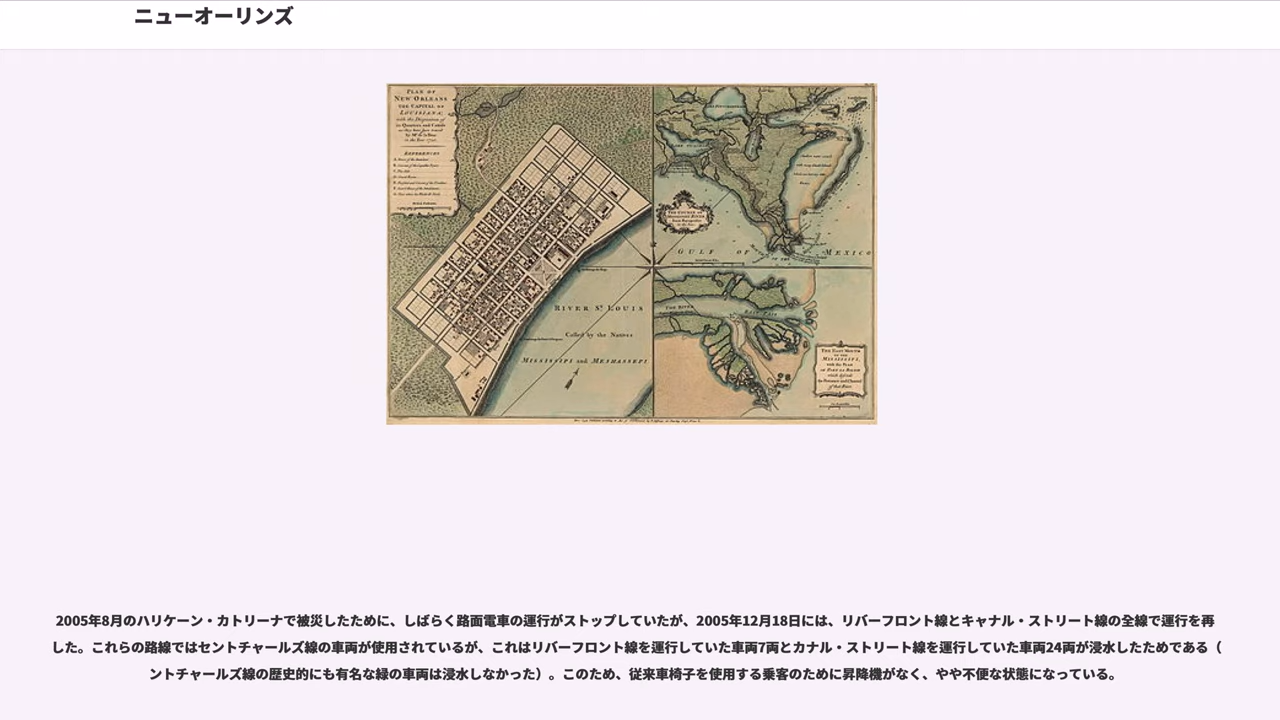 ニューオーリンズ
PLAN OF
NEW ORLEANS
THE CAPITAL OF
LOUISIANA;
REFERENCES
GULF OF MEXICO
RIVER St LOUIS
Called by the Natives
MISSISSIPI and MESHASSEPI
THE EAST MOUTH
OF THE
MISSISSIPI,
2005年8月のハリケーン・カトリーナで被災したために、しばらく路面電車の運行がストップしていたが、2005年12月18日には、リバーフロント線とキャナル・ストリート線の全線で運行を再
した。これらの路線ではセントチャールズ線の車両が使用されているが、これはリバーフロント線を運行していた車両7両とカナル・ストリート線を運行していた車両24両が浸水したためである（
ントチャールズ線の歴史的にも有名な緑の車両は浸水しなかった）。このため、従来車椅子を使用する乗客のために昇降機がなく、やや不便な状態になっている。